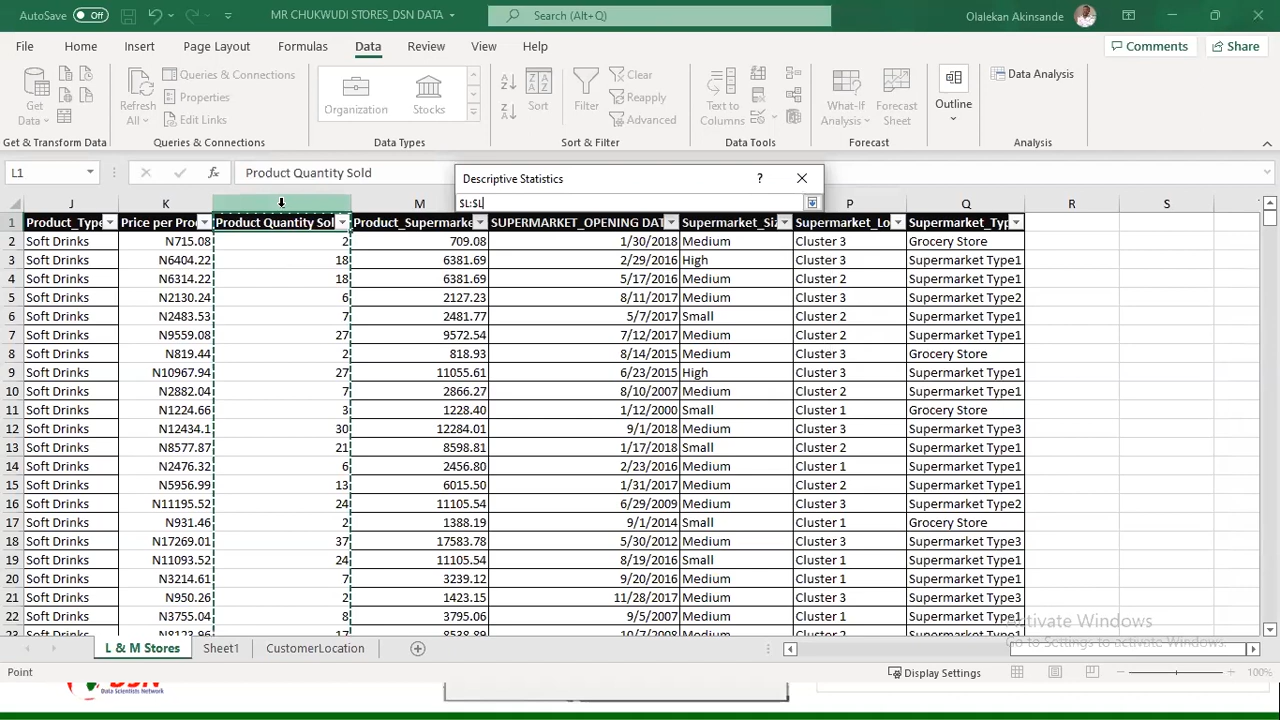 AutoSave Off MR CHUKWUDI STORES_DSN DATA Search (Alt+Q) Olalekan Akinsande
File Home Insert Page Layout Formulas Data Review View Help Comments Share
Get Data Refresh All Queries & Connections Properties Edit Links Organization Stocks Sort Filter Clear Reapply Advanced Text to Columns What-If Analysis Forecast Sheet Outline Data Analysis
Get & Transform Data Queries & Connections Data Types Sort & Filter Data Tools Forecast
L1 fx Product Quantity Sold
Descriptive Statistics ?
$L:$L
J K M P Q R S
1 Product_Type Price per Prod Product Quantity Sol Product_Supermarke SUPERMARKET_OPENING DAT Supermarket_Siz Supermarket_Lo Supermarket_Typ
2 Soft Drinks N715.08 2 709.08 1/30/2018 Medium Cluster 3 Grocery Store
3 Soft Drinks N6404.22 18 6381.69 2/29/2016 High Cluster 3 Supermarket Type1
4 Soft Drinks N6314.22 18 6381.69 5/17/2016 Medium Cluster 2 Supermarket Type1
5 Soft Drinks N2130.24 6 2127.23 8/11/2017 Medium Cluster 3 Supermarket Type2
6 Soft Drinks N2483.53 7 2481.77 5/7/2017 Small Cluster 2 Supermarket Type1
7 Soft Drinks N9559.08 27 9572.54 7/12/2017 Medium Cluster 2 Supermarket Type1
8 Soft Drinks N819.44 2 818.93 8/14/2015 Medium Cluster 3 Grocery Store
9 Soft Drinks N10967.94 27 11055.61 6/23/2015 High Cluster 3 Supermarket Type1
10 Soft Drinks N2882.04 7 2866.27 8/10/2007 Medium Cluster 2 Supermarket Type1
11 Soft Drinks N1224.66 3 1228.40 1/12/2000 Small Cluster 1 Grocery Store
12 Soft Drinks N12434.1 30 12284.01 9/1/2018 Medium Cluster 3 Supermarket Type3
13 Soft Drinks N8577.87 21 8598.81 1/17/2018 Small Cluster 2 Supermarket Type1
14 Soft Drinks N2476.32 6 2456.80 2/23/2016 Medium Cluster 1 Supermarket Type1
15 Soft Drinks N5956.99 13 6015.50 1/31/2017 Medium Cluster 2 Supermarket Type1
16 Soft Drinks N11195.52 24 11105.54 6/29/2009 Medium Cluster 3 Supermarket Type2
17 Soft Drinks N931.46 2 1388.19 9/1/2014 Small Cluster 1 Grocery Store
18 Soft Drinks N17269.01 37 17583.78 5/30/2012 Medium Cluster 3 Supermarket Type3
19 Soft Drinks N11093.52 24 11105.54 8/19/2016 Small Cluster 1 Supermarket Type1
20 Soft Drinks N3214.61 7 3239.12 9/20/2016 Medium Cluster 1 Supermarket Type1
21 Soft Drinks N950.26 2 1423.15 11/28/2017 Medium Cluster 3 Supermarket Type3
22 Soft Drinks N3755.04 8 3795.06 9/5/2007 Medium Cluster 1 Supermarket Type1
23 Soft Drinks N8123.96 17 8538.89 10/7/2008 Medium Cluster 3 Supermarket Type1
Activate Windows
Go to Settings to activate Windows.
L & M Stores Sheet1 CustomerLocation
Point Display Settings 100%
DSN
Data Scientists Network